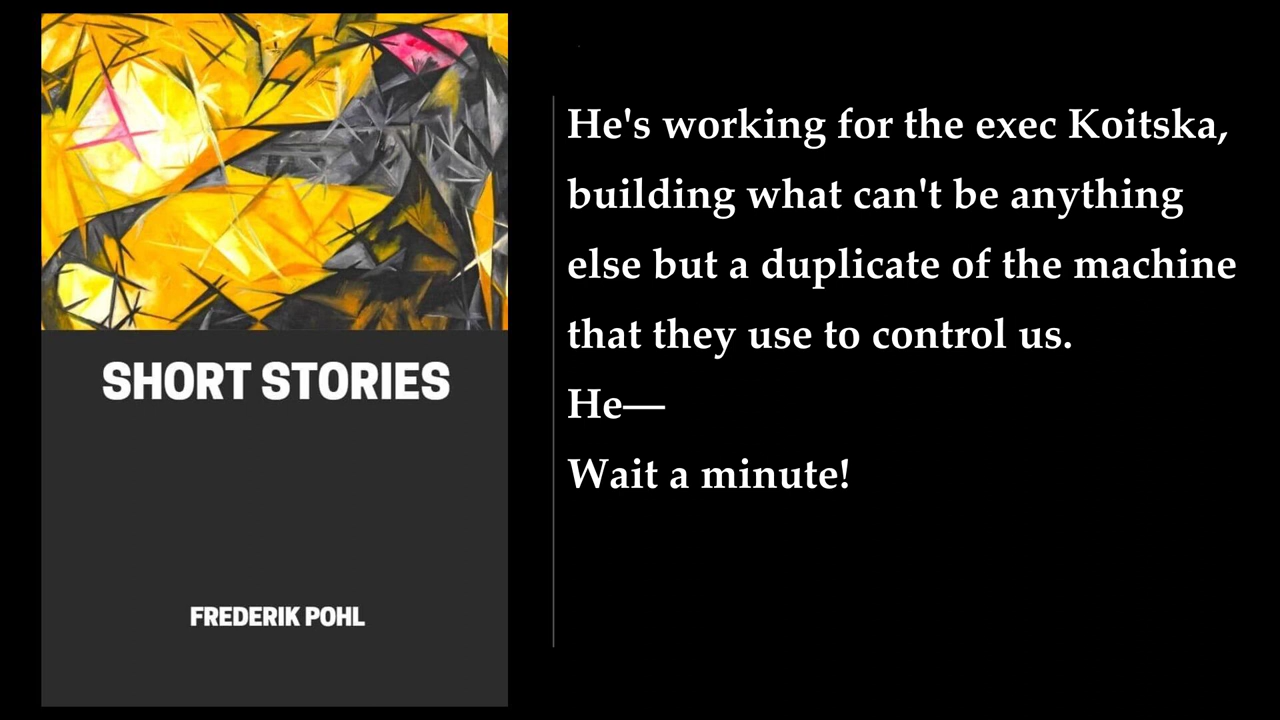 SHORT STORIES
FREDERIK POHL
He's working for the exec Koitska,
building what can't be anything
else but a duplicate of the machine
that they use to control us.
He—
Wait a minute!